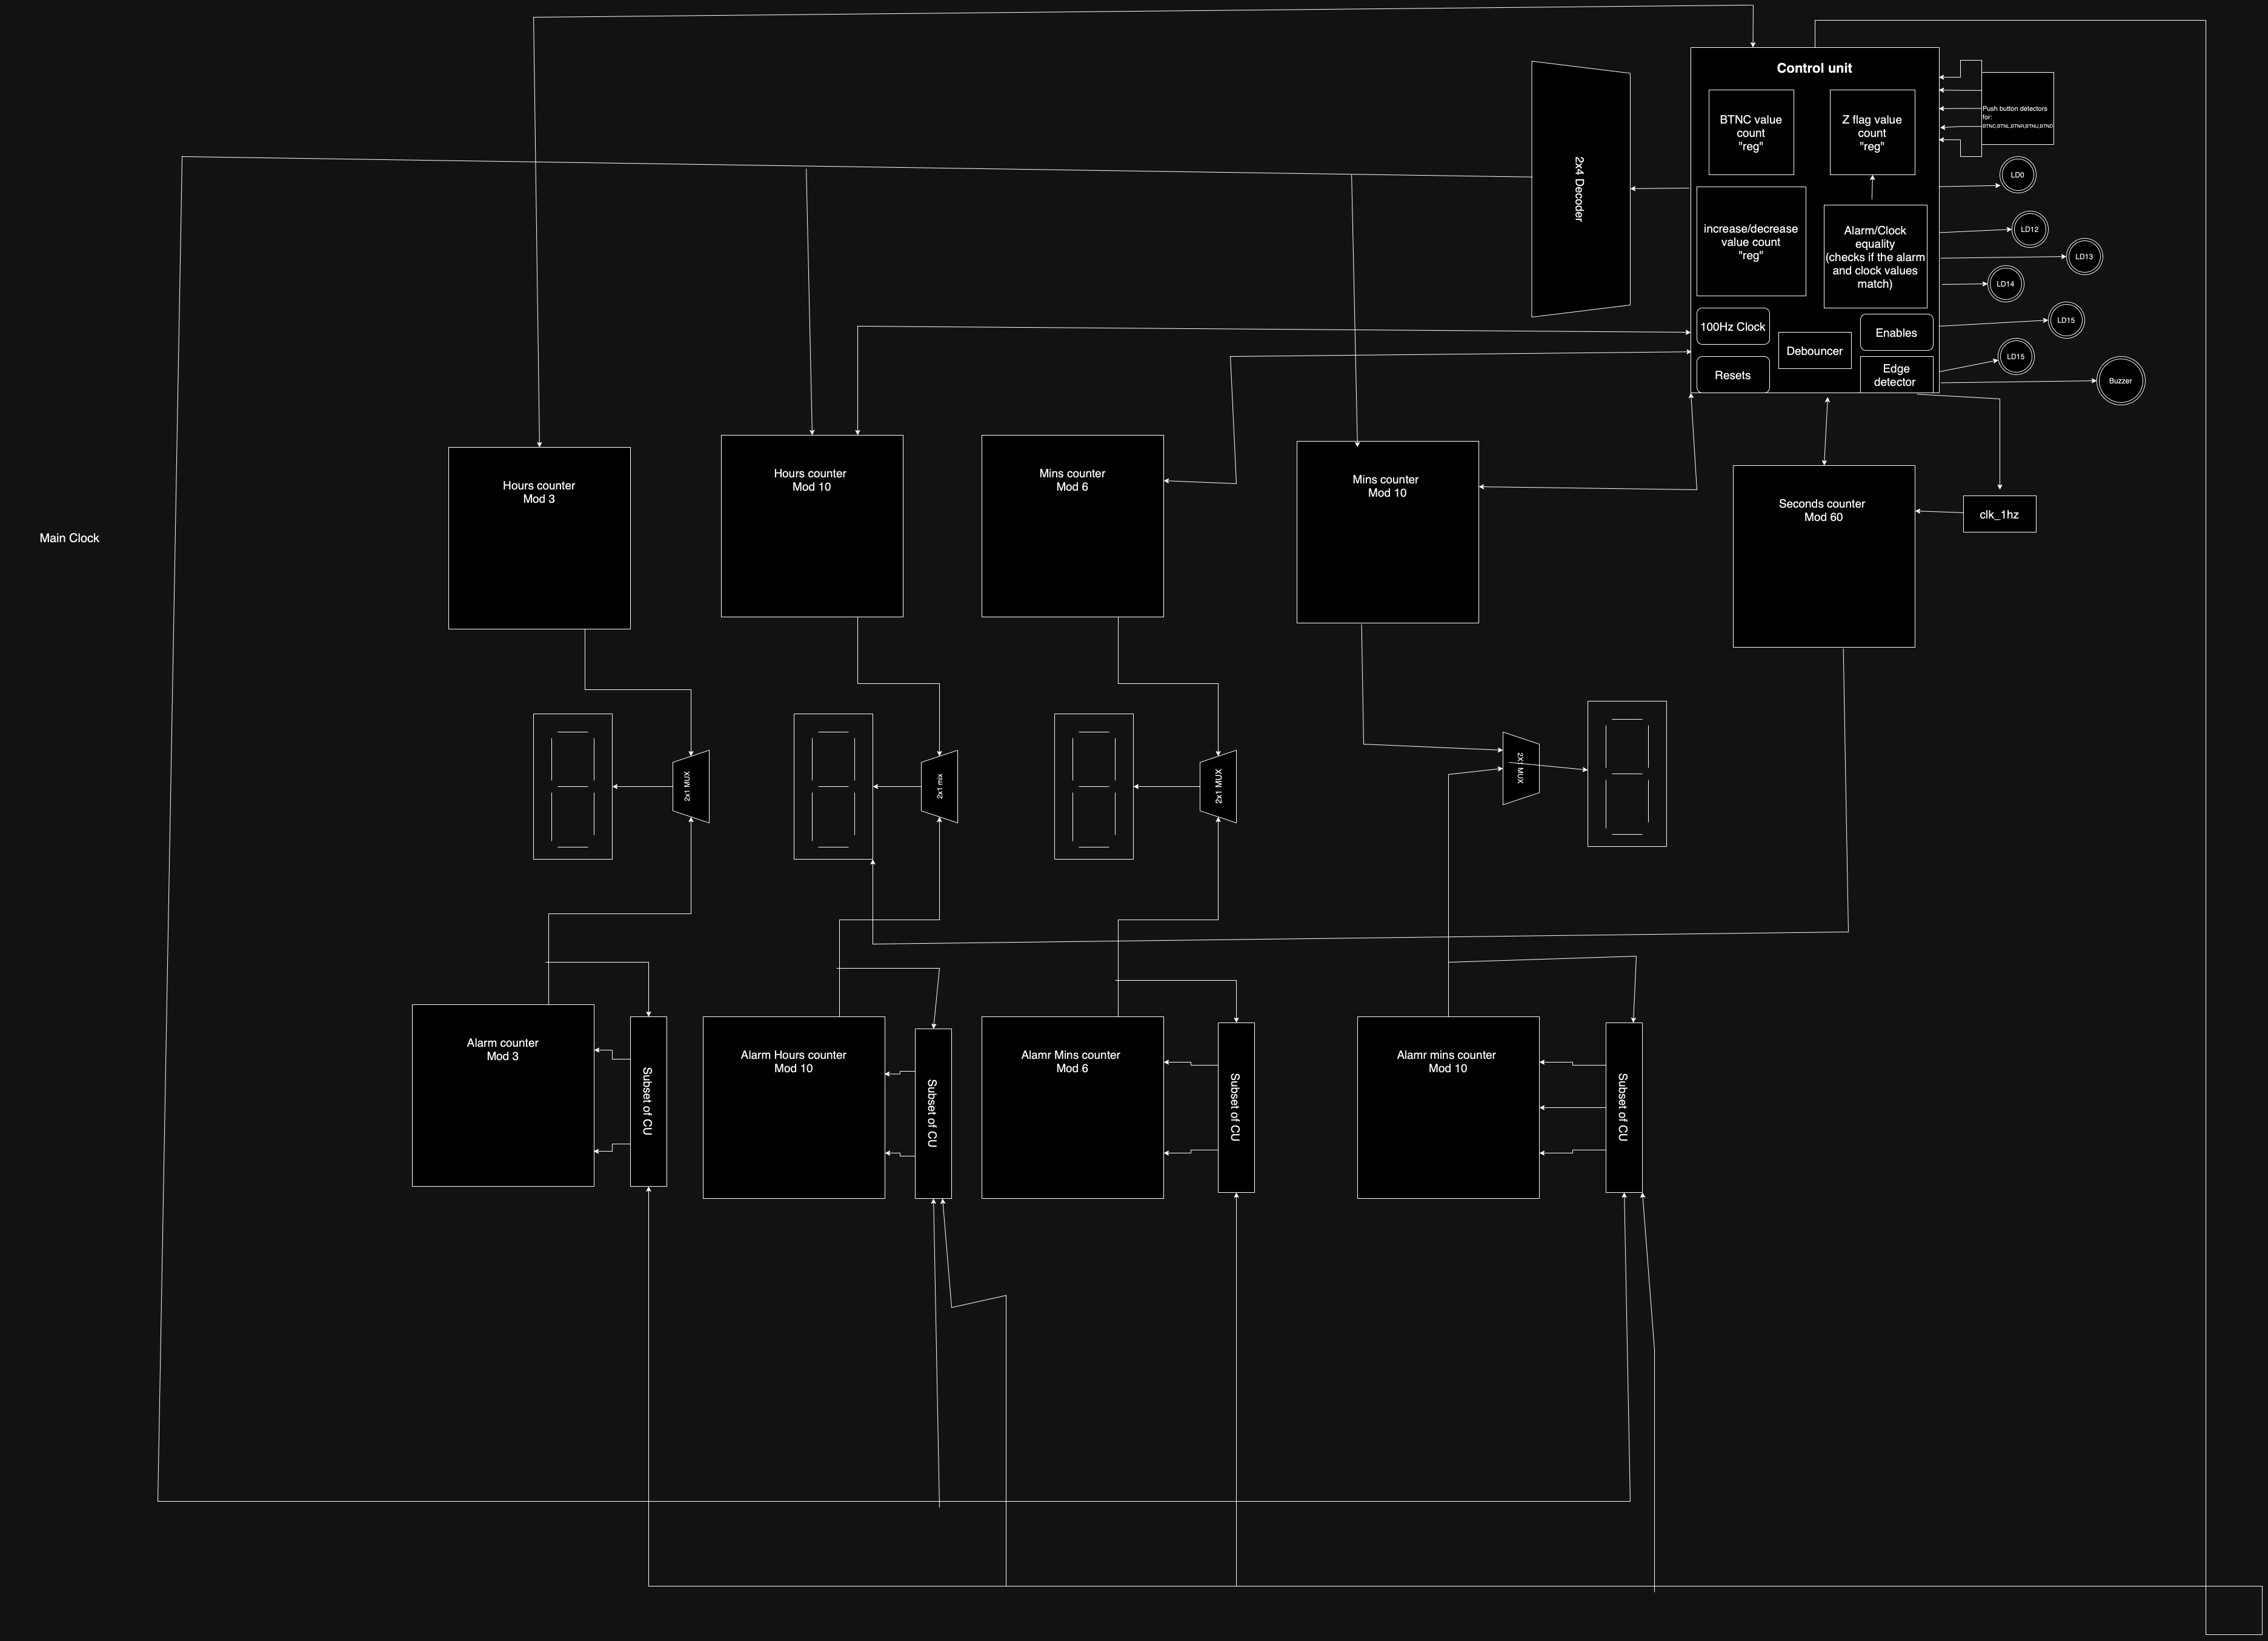 Control unit
BTNC value
count
"reg"
Z flag value
count
"reg"
Push button detectors
for:
BTNC,BTNL,BTNR,BTNU,BTND
2x4 Decoder
LD0
increase/decrease
value count
"reg"
Alarm/Clock
equality
(checks if the alarm
and clock values
match)
LD12
LD13
LD14
100Hz Clock
Enables
LD15
Debouncer
LD15
Resets
Edge
detector
Buzzer
Main Clock
Hours counter
Mod 3
Hours counter
Mod 10
Mins counter
Mod 6
Mins counter
Mod 10
Seconds counter
Mod 60
clk_1hz
2x1 MUX
2x1 mix
2x1 MUX
2X1 MUX
Alarm counter
Mod 3
Subset of CU
Alarm Hours counter
Mod 10
Subset of CU
Alamr Mins counter
Mod 6
Subset of CU
Alamr mins counter
Mod 10
Subset of CU